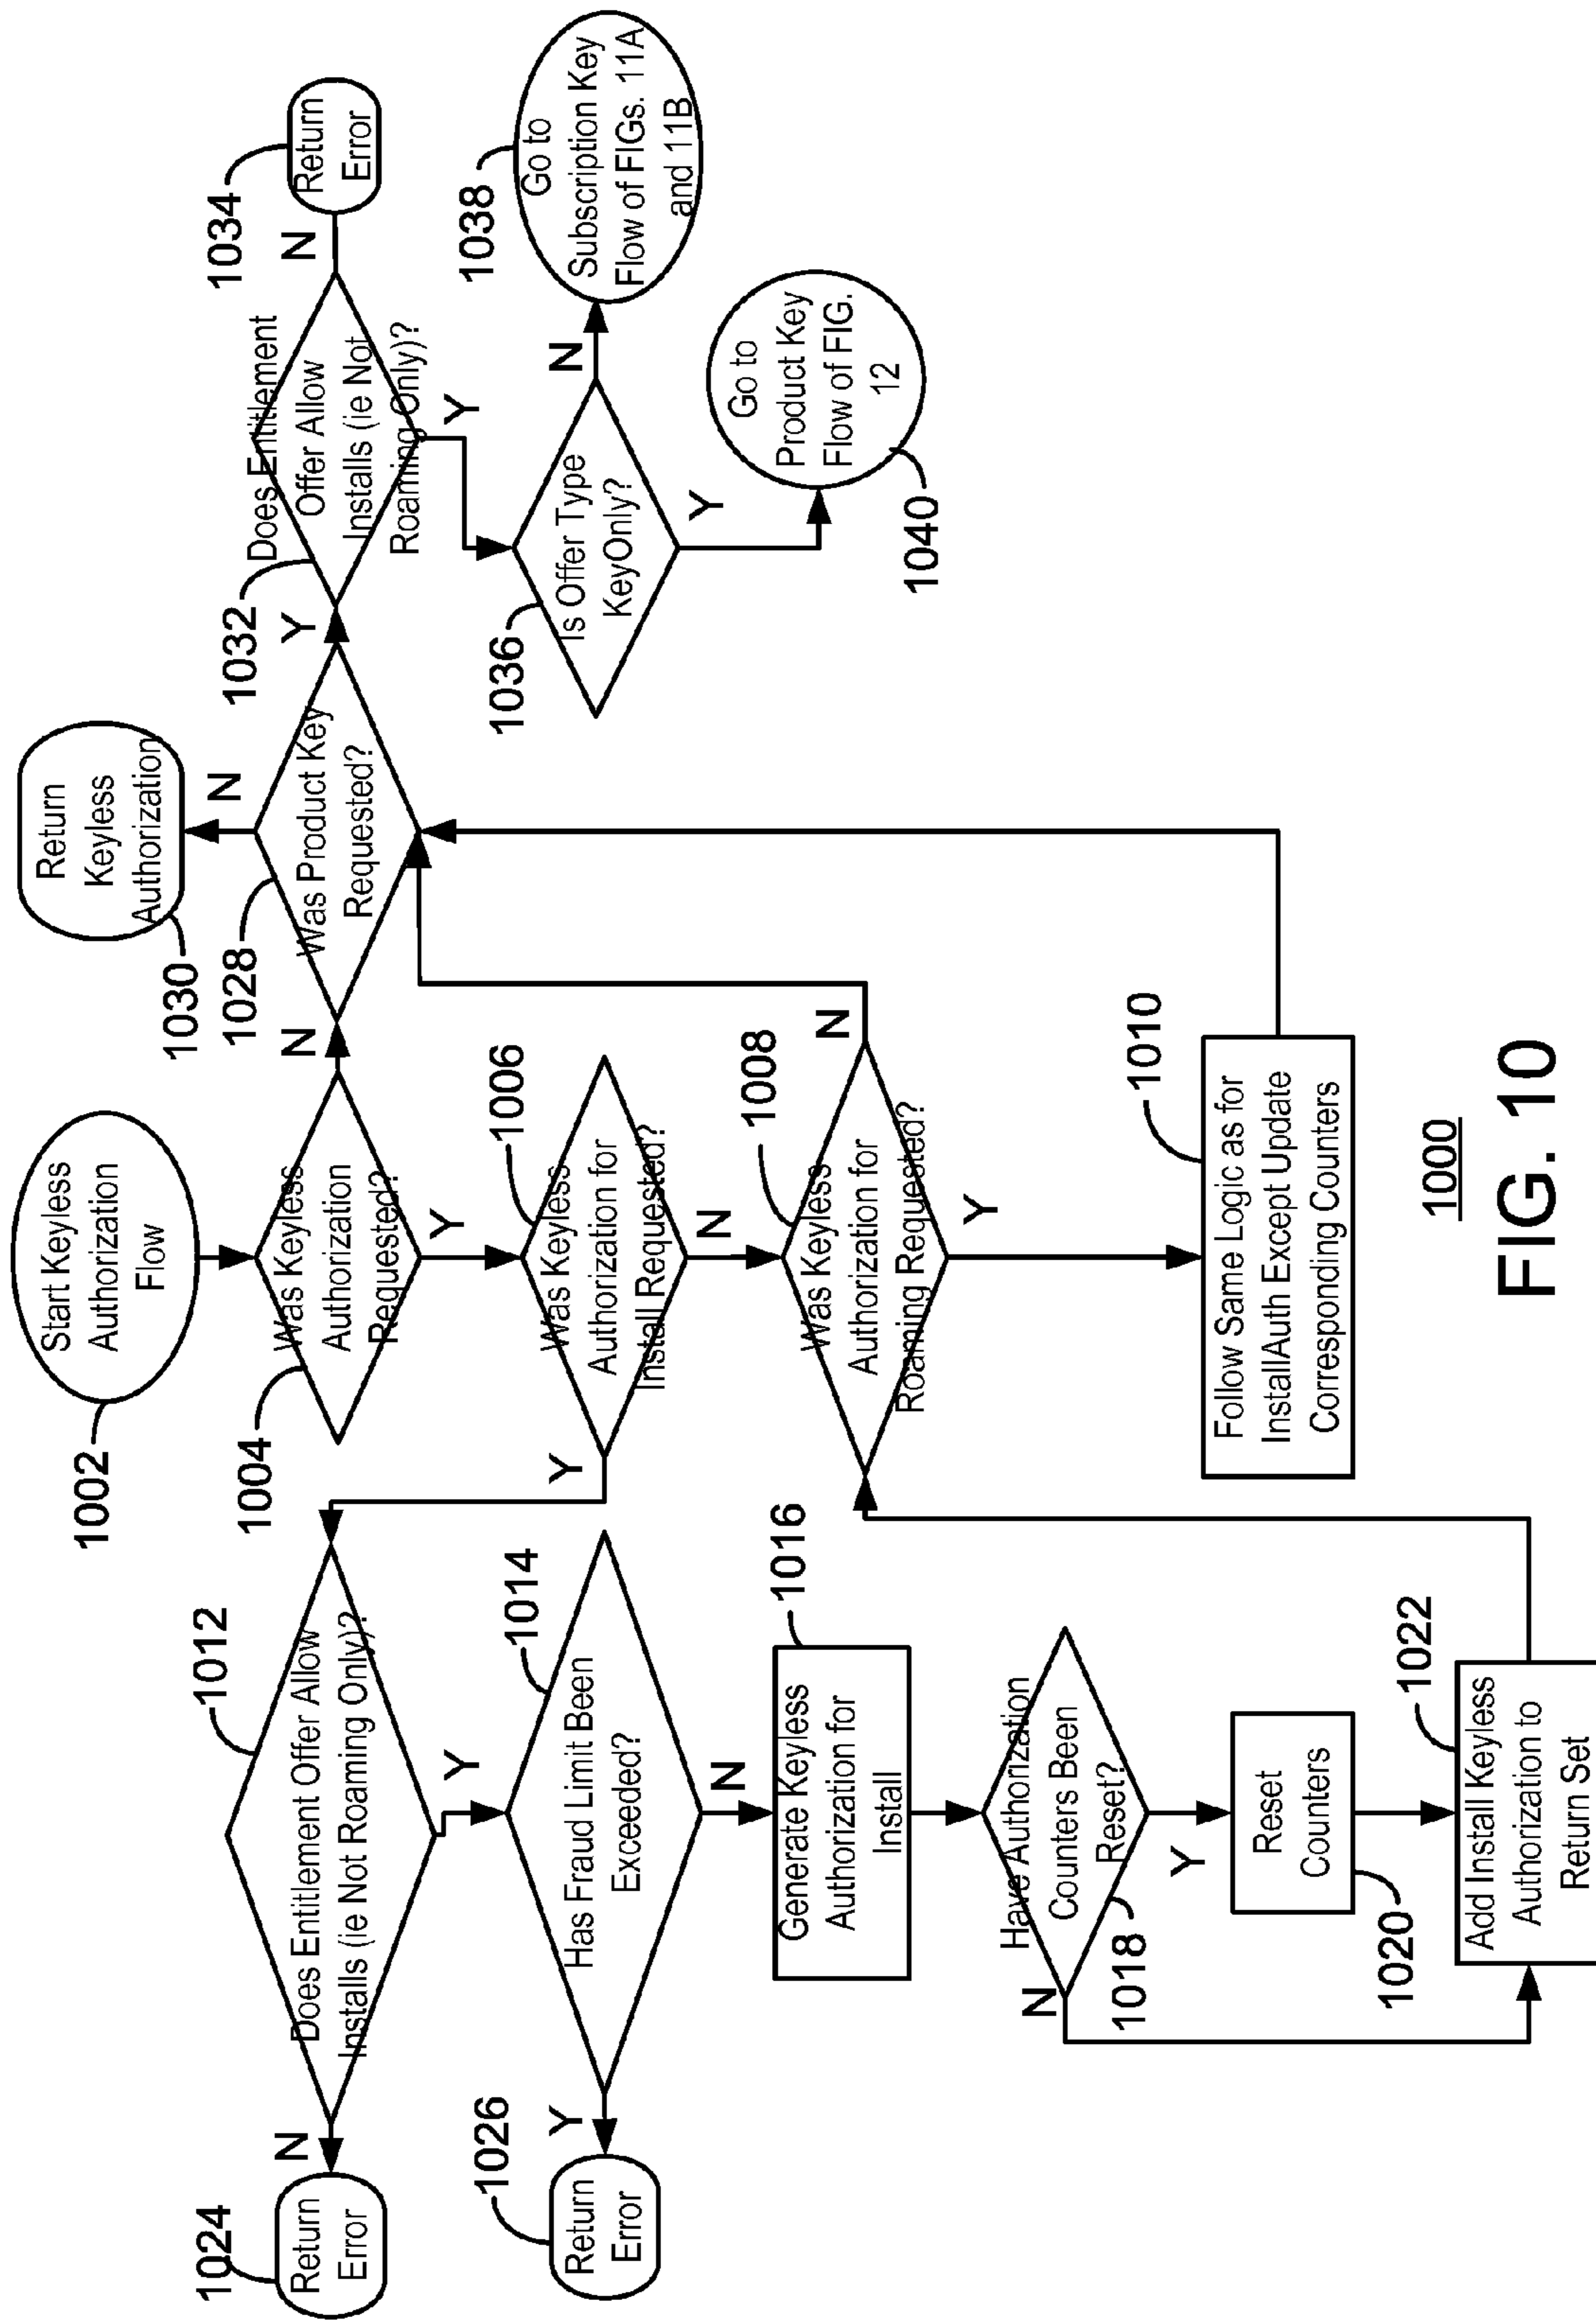 1002
Start Keyless
Authorization
Flow
1004
Was Keyless
Authorization
Requested?
N
Y
1028
Was Product Key
Requested?
N
Y
1030
Return
Keyless
Authorization
1032
Does Entitlement
Offer Allow
Installs (ie Not
Roaming Only)?
N
Y
1034
Return
Error
1036
Is Offer Type
KeyOnly?
N
Y
1038
Go to
Subscription Key
Flow of FIGs. 11A
and 11B
1040
Go to
Product Key
Flow of FIG.
12
1006
Was Keyless
Authorization for
Install Requested?
Y
N
1008
Was Keyless
Authorization for
Roaming Requested?
N
Y
1010
Follow Same Logic as for
InstallAuth Except Update
Corresponding Counters
1012
Does Entitlement Offer Allow
Installs (ie Not Roaming Only)?
N
Y
1024
Return
Error
1014
Has Fraud Limit Been
Exceeded?
Y
N
1026
Return
Error
1016
Generate Keyless
Authorization for
Install
1018
Have Authorization
Counters Been
Reset?
N
Y
1020
Reset
Counters
1022
Add Install Keyless
Authorization to
Return Set
1000
FIG. 10